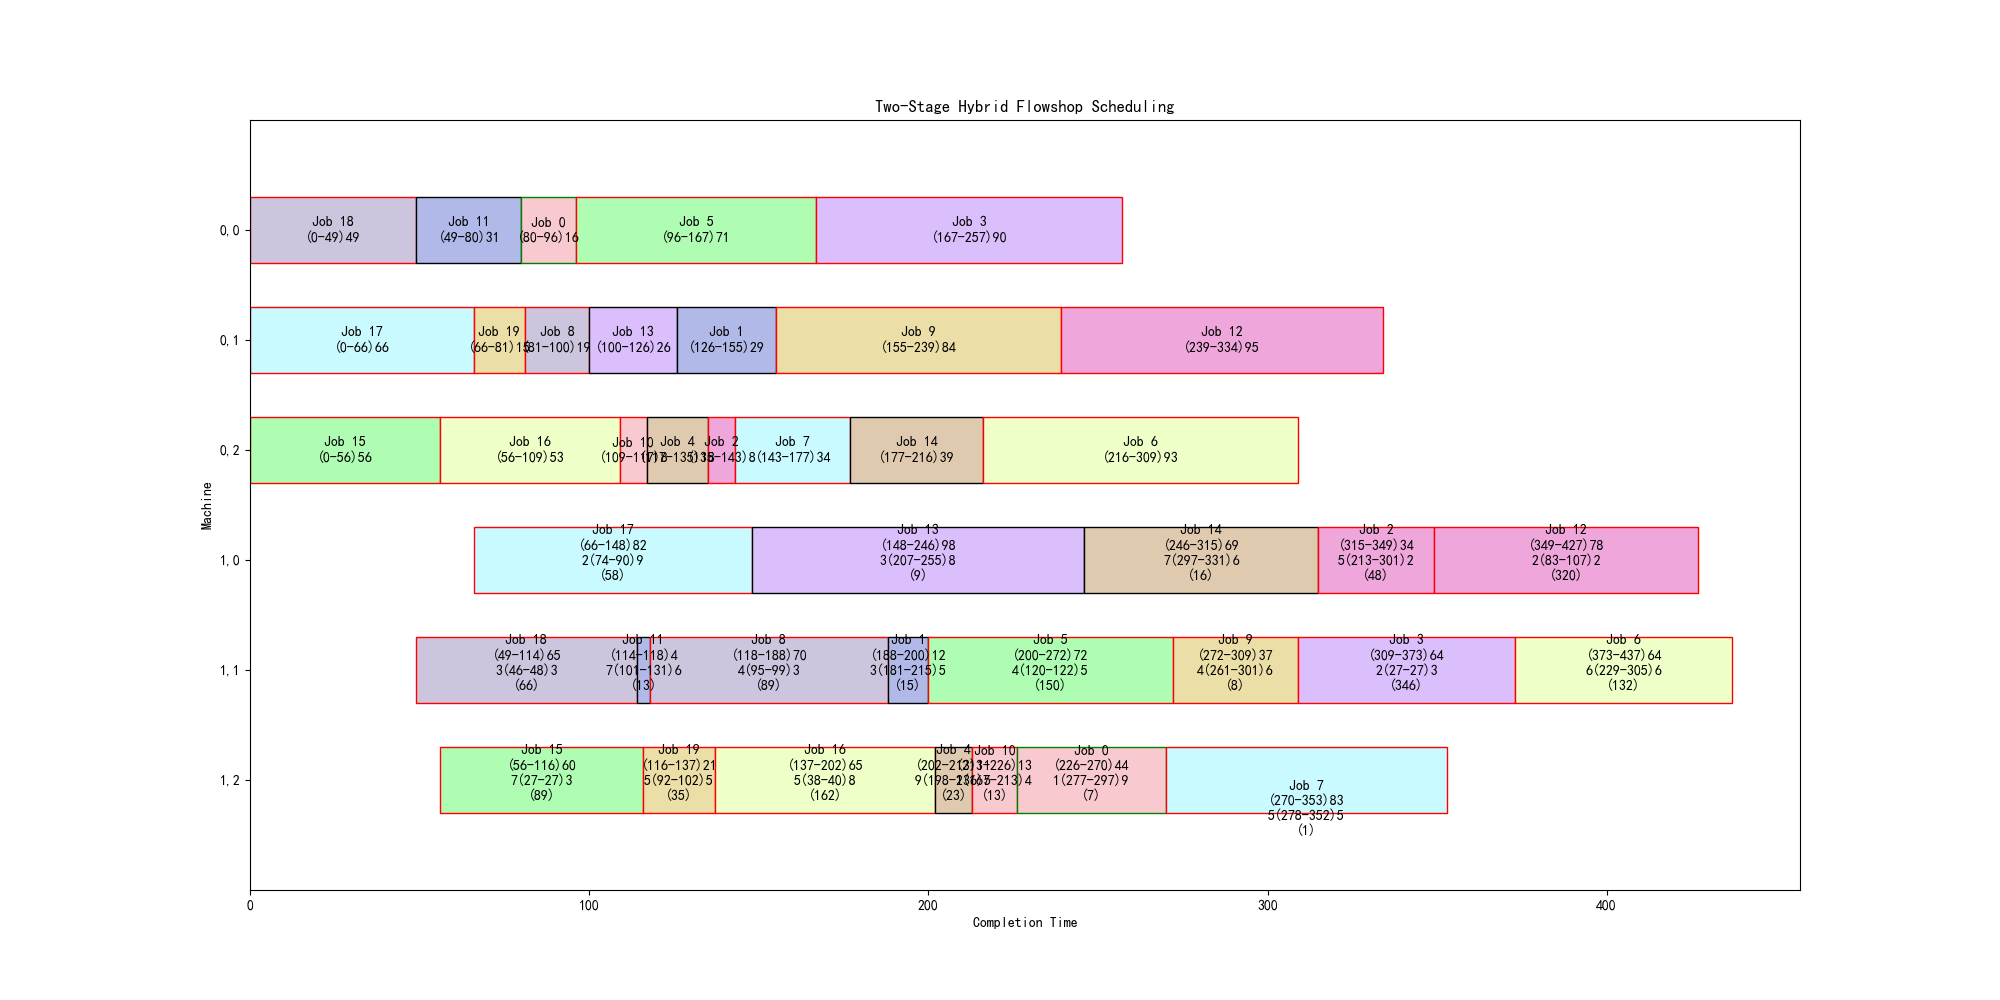 Two-Stage Hybrid Flowshop Scheduling
0,0
Job 18
(0-49)49
Job 11
(49-80)31
Job 0
(80-96)16
Job 5
(96-167)71
Job 3
(167-257)90
0,1
Job 17
(0-66)66
Job 19
(66-81)15
Job 8
(81-100)19
Job 13
(100-126)26
Job 1
(126-155)29
Job 9
(155-239)84
Job 12
(239-334)95
0,2
Job 15
(0-56)56
Job 16
(56-109)53
Job 10
(109-117)8
Job 4
(117-135)18
Job 2
(135-143)8
Job 7
(143-177)34
Job 14
(177-216)39
Job 6
(216-309)93
Machine
1,0
Job 17
(66-148)82
2(74-90)9
(58)
Job 13
(148-246)98
3(207-255)8
(9)
Job 14
(246-315)69
7(297-331)6
(16)
Job 2
(315-349)34
5(213-301)2
(48)
Job 12
(349-427)78
2(83-107)2
(320)
1,1
Job 18
(49-114)65
3(46-48)3
(66)
Job 11
(114-118)4
7(101-131)6
(13)
Job 8
(118-188)70
4(95-99)3
(89)
Job 1
(188-200)12
3(181-215)5
(15)
Job 5
(200-272)72
4(120-122)5
(150)
Job 9
(272-309)37
4(261-301)6
(8)
Job 3
(309-373)64
2(27-27)3
(346)
Job 6
(373-437)64
6(229-305)6
(132)
1,2
Job 15
(56-116)60
7(27-27)3
(89)
Job 19
(116-137)21
5(92-102)5
(35)
Job 16
(137-202)65
5(38-40)8
(162)
Job 4
(202-213)11
(23)
Job 10
(213-226)13
(13)
Job 0
(226-270)44
1(277-297)9
(7)
Job 7
(270-353)83
5(278-352)5
(1)
0
100
200
300
400
Completion Time